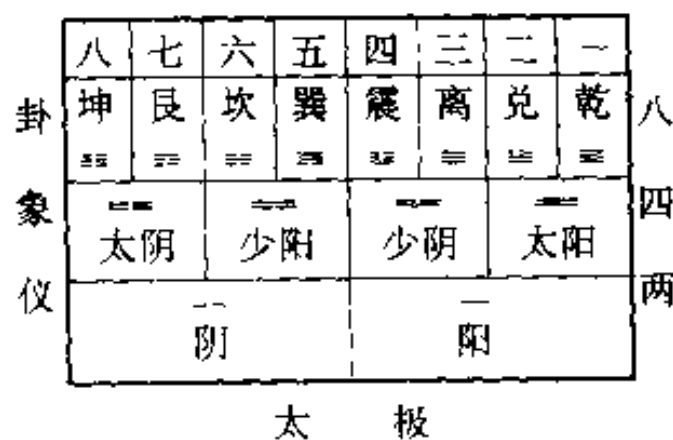 八 七 六 五 四 三 二 一
卦 坤 艮 坎 巽 震 离 兑 乾 八
☷ ☶ ☵ ☴ ☳ ☲ ☱ ☰
象 太阴 少阳 少阴 太阳 四
仪 阴 阳 两
太 极